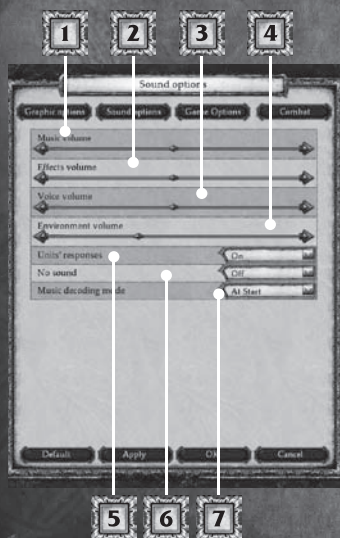 1 2 3 4
Sound options
Graphic options Sound options Game Options Combat
Music volume
Effects volume
Voice volume
Environment volume
Units' responses On
No sound Off
Music decoding mode At Start
Default Apply OK Cancel
5 6 7